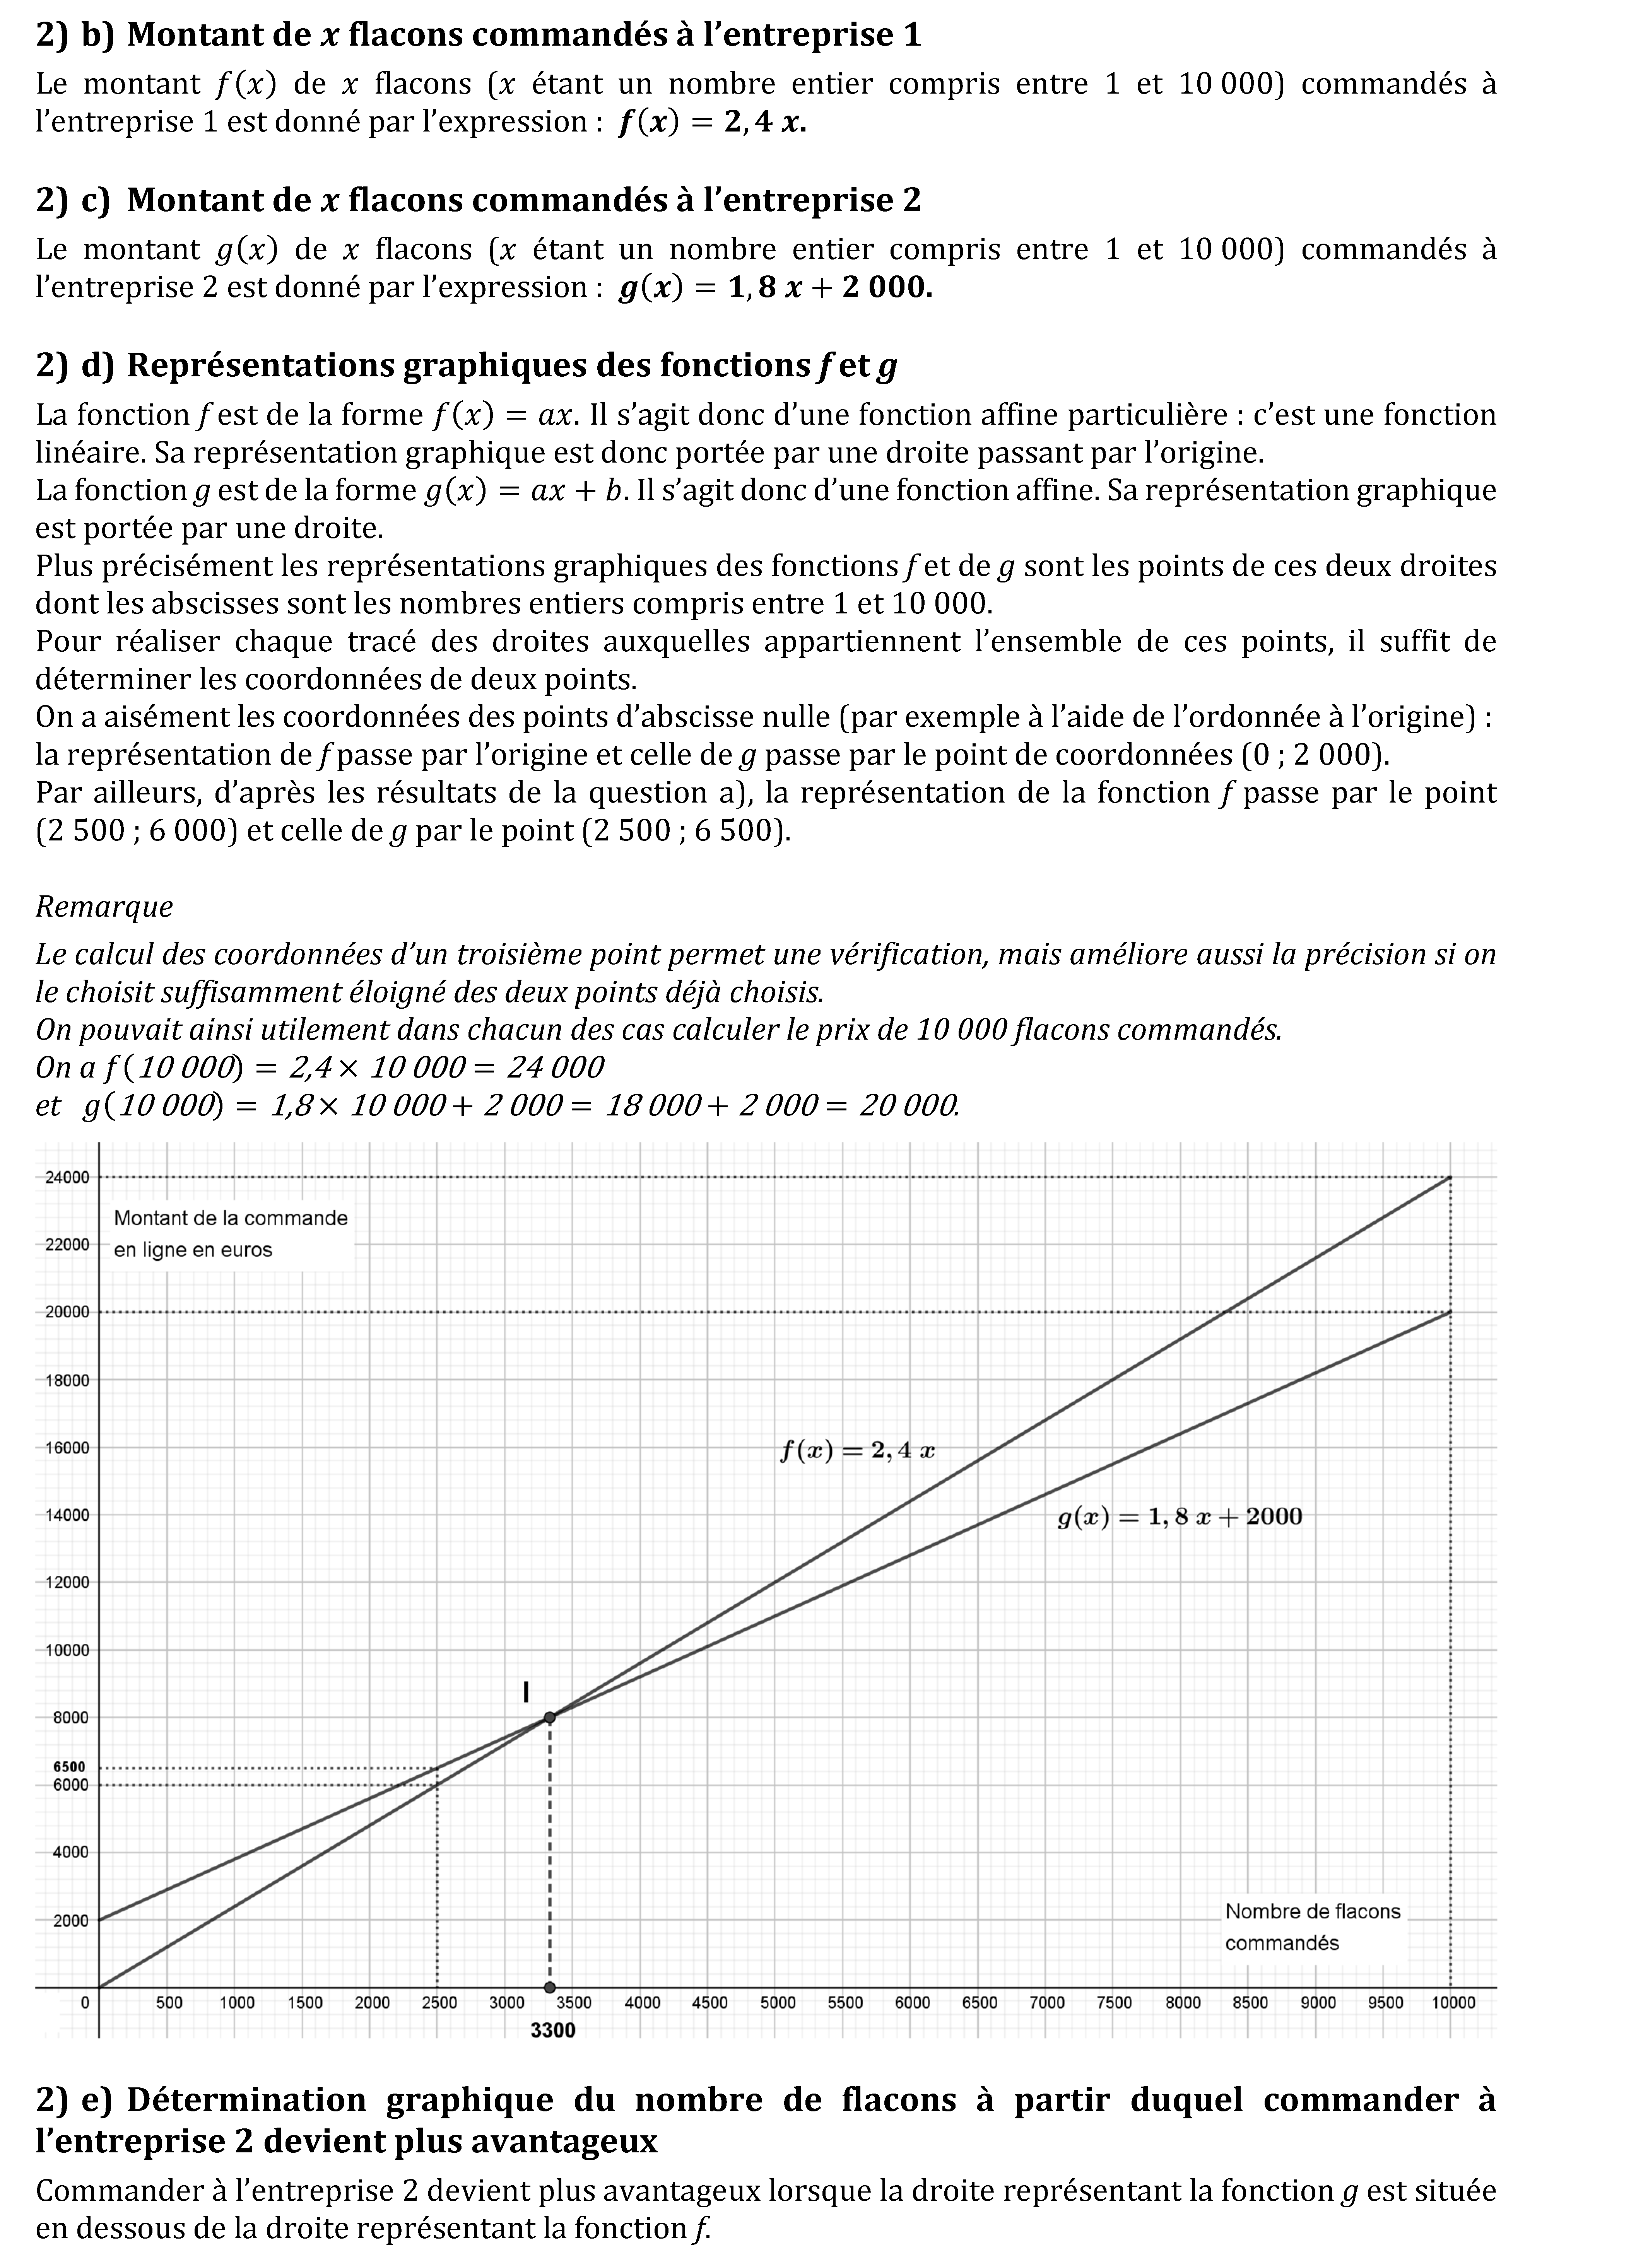 2) b) Montant de x flacons commandés à l’entreprise 1
Le montant f(x) de x flacons (x étant un nombre entier compris entre 1 et 10 000) commandés à
l’entreprise 1 est donné par l’expression : f(x) = 2,4 x.
2) c) Montant de x flacons commandés à l’entreprise 2
Le montant g(x) de x flacons (x étant un nombre entier compris entre 1 et 10 000) commandés à
l’entreprise 2 est donné par l’expression : g(x) = 1,8 x + 2 000.
2) d) Représentations graphiques des fonctions f et g
La fonction f est de la forme f(x) = ax. Il s’agit donc d’une fonction affine particulière : c’est une fonction
linéaire. Sa représentation graphique est donc portée par une droite passant par l’origine.
La fonction g est de la forme g(x) = ax + b. Il s’agit donc d’une fonction affine. Sa représentation graphique
est portée par une droite.
Plus précisément les représentations graphiques des fonctions f et de g sont les points de ces deux droites
dont les abscisses sont les nombres entiers compris entre 1 et 10 000.
Pour réaliser chaque tracé des droites auxquelles appartiennent l’ensemble de ces points, il suffit de
déterminer les coordonnées de deux points.
On a aisément les coordonnées des points d’abscisse nulle (par exemple à l’aide de l’ordonnée à l’origine) :
la représentation de f passe par l’origine et celle de g passe par le point de coordonnées (0 ; 2 000).
Par ailleurs, d’après les résultats de la question a), la représentation de la fonction f passe par le point
(2 500 ; 6 000) et celle de g par le point (2 500 ; 6 500).
Remarque
Le calcul des coordonnées d’un troisième point permet une vérification, mais améliore aussi la précision si on
le choisit suffisamment éloigné des deux points déjà choisis.
On pouvait ainsi utilement dans chacun des cas calculer le prix de 10 000 flacons commandés.
On a f(10 000) = 2,4 × 10 000 = 24 000
et g(10 000) = 1,8 × 10 000 + 2 000 = 18 000 + 2 000 = 20 000.
24000
Montant de la commande
en ligne en euros
22000
20000
18000
16000
f(x) = 2,4 x
14000
g(x) = 1,8 x + 2000
12000
10000
I
8000
6500
6000
4000
2000
Nombre de flacons
commandés
0 500 1000 1500 2000 2500 3000 3500 4000 4500 5000 5500 6000 6500 7000 7500 8000 8500 9000 9500 10000
3300
2) e) Détermination graphique du nombre de flacons à partir duquel commander à
l’entreprise 2 devient plus avantageux
Commander à l’entreprise 2 devient plus avantageux lorsque la droite représentant la fonction g est située
en dessous de la droite représentant la fonction f.